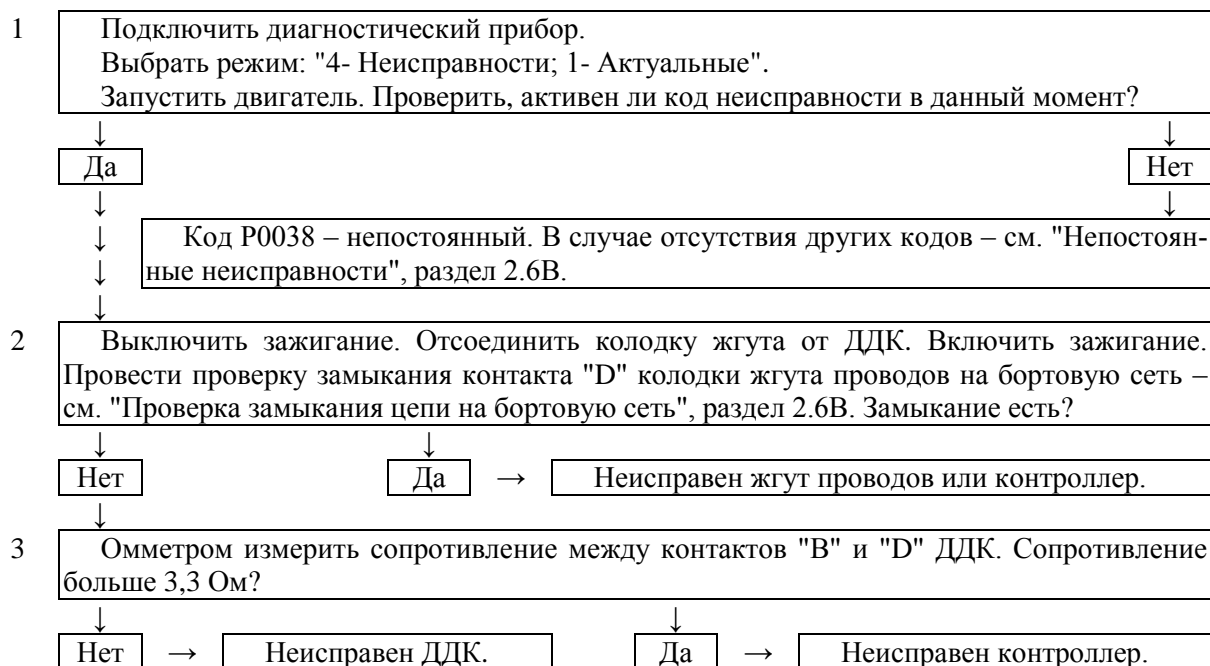 1 Подключить диагностический прибор.
Выбрать режим: "4- Неисправности; 1- Актуальные".
Запустить двигатель. Проверить, активен ли код неисправности в данный момент?
↓ ↓
Да Нет
↓ ↓
↓ Код Р0038 – непостоянный. В случае отсутствия других кодов – см. "Непостоян-
↓ ные неисправности", раздел 2.6В.
↓
2 Выключить зажигание. Отсоединить колодку жгута от ДДК. Включить зажигание.
Провести проверку замыкания контакта "D" колодки жгута проводов на бортовую сеть –
см. "Проверка замыкания цепи на бортовую сеть", раздел 2.6В. Замыкание есть?
↓ ↓
Нет Да → Неисправен жгут проводов или контроллер.
↓
3 Омметром измерить сопротивление между контактов "В" и "D" ДДК. Сопротивление
больше 3,3 Ом?
↓ ↓
Нет → Неисправен ДДК. Да → Неисправен контроллер.